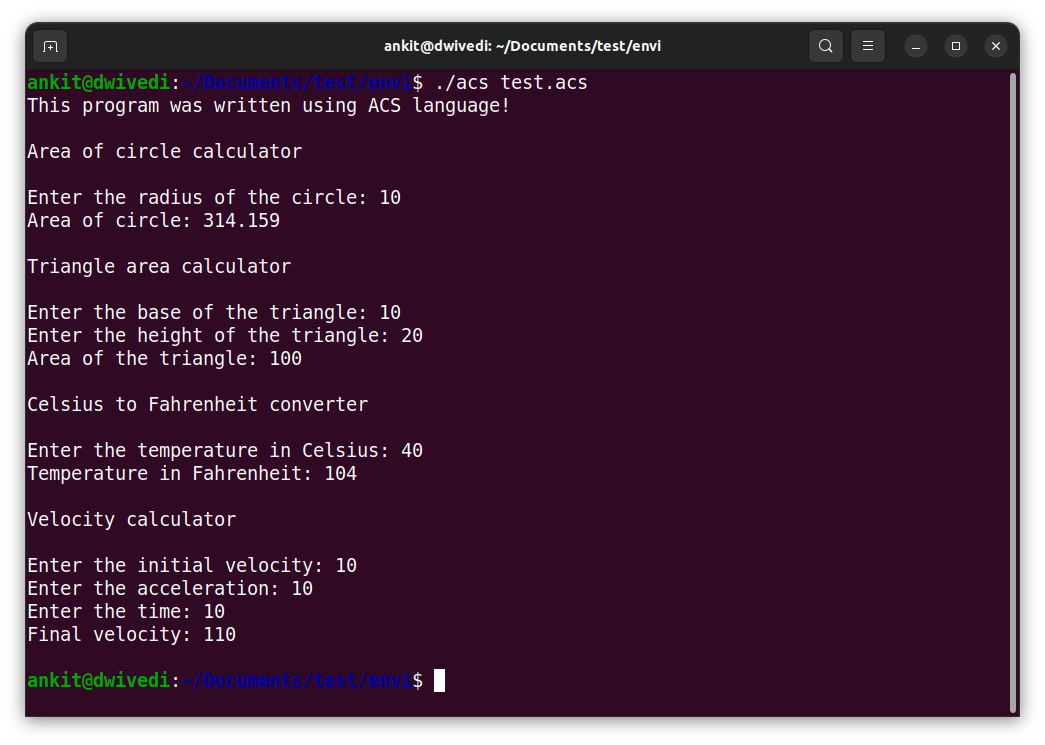 ankit@dwivedi: ~/Documents/test/envi
ankit@dwivedi:~/Documents/test/envi$ ./acs test.acs
This program was written using ACS language!
Area of circle calculator
Enter the radius of the circle: 10
Area of circle: 314.159
Triangle area calculator
Enter the base of the triangle: 10
Enter the height of the triangle: 20
Area of the triangle: 100
Celsius to Fahrenheit converter
Enter the temperature in Celsius: 40
Temperature in Fahrenheit: 104
Velocity calculator
Enter the initial velocity: 10
Enter the acceleration: 10
Enter the time: 10
Final velocity: 110
ankit@dwivedi:~/Documents/test/envi$